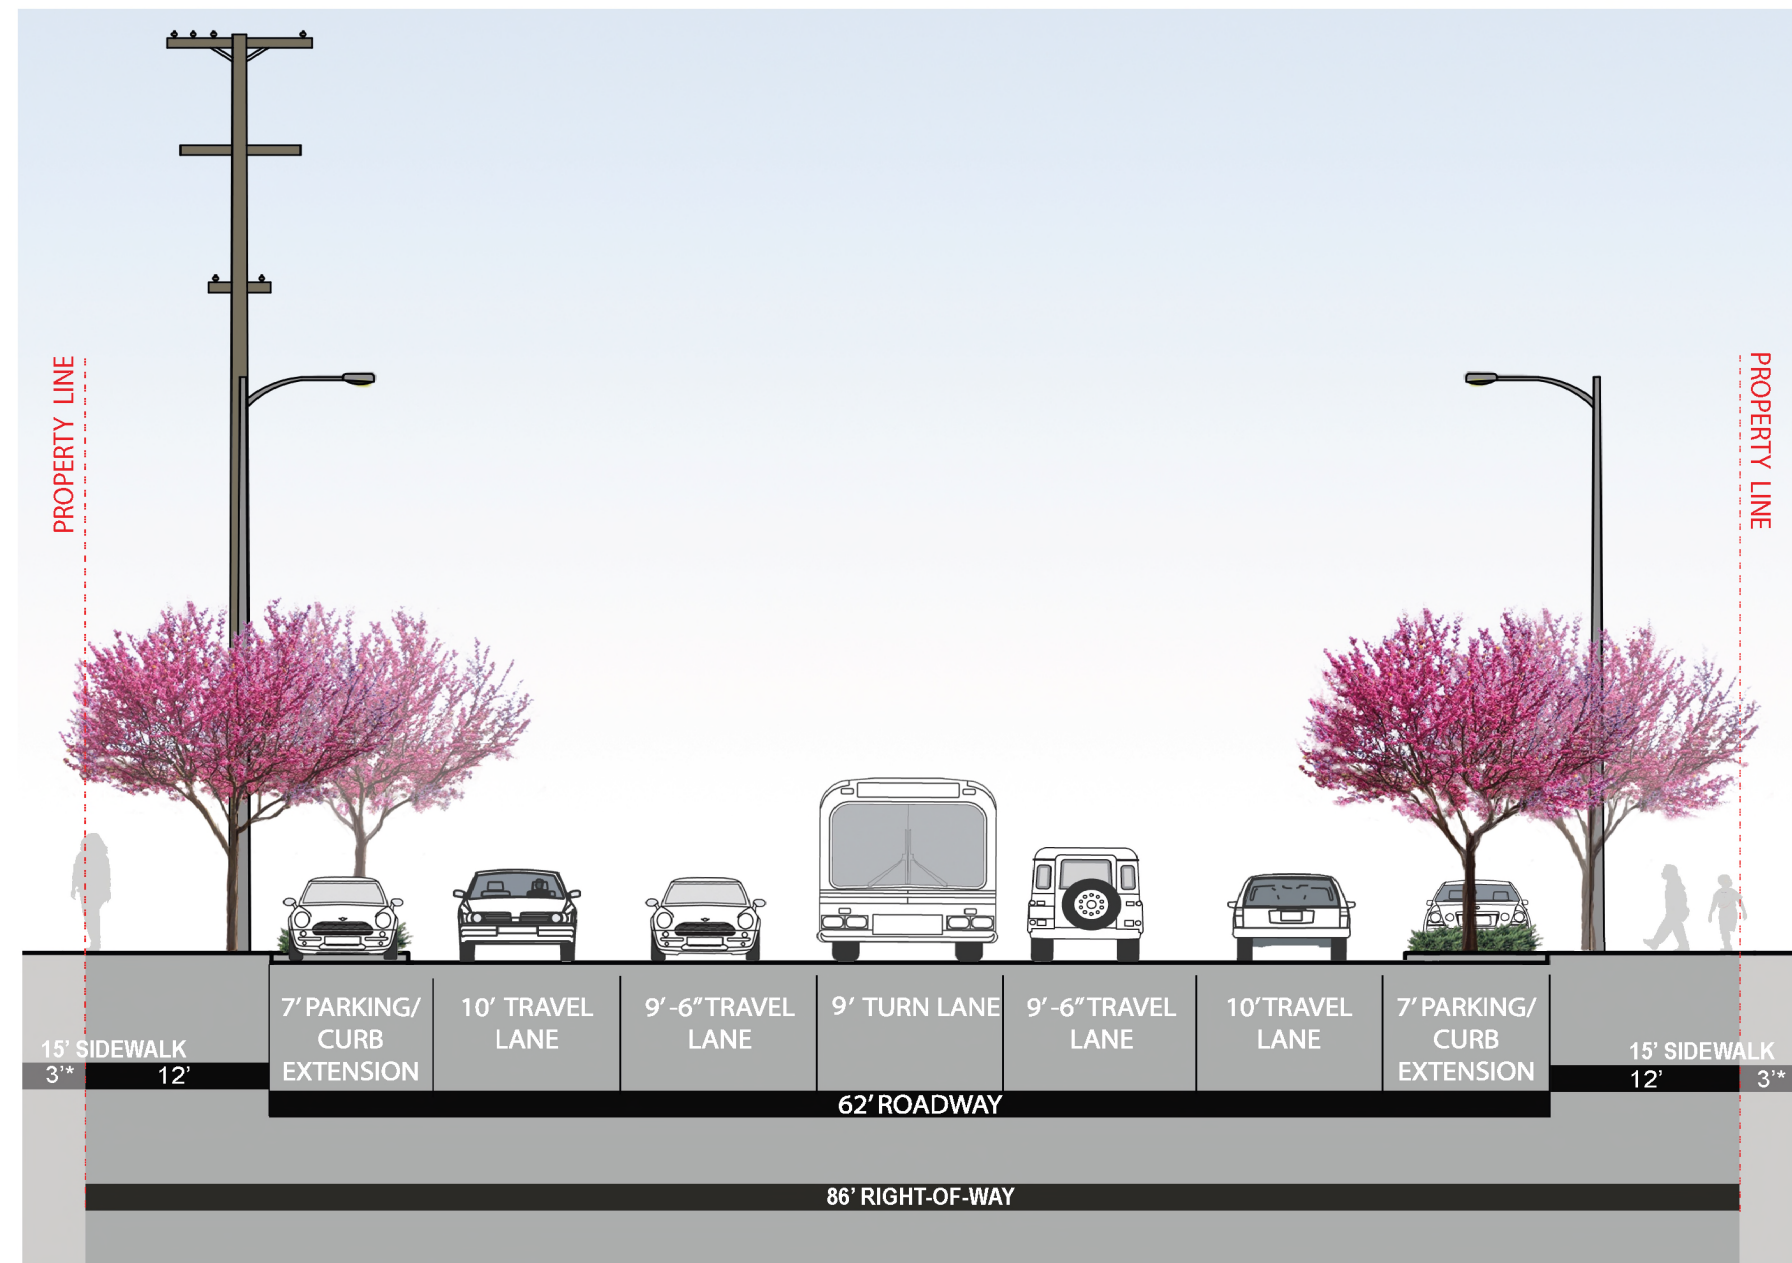 PROPERTY LINE
PROPERTY LINE
7' PARKING/
CURB
EXTENSION
10' TRAVEL
LANE
9'-6" TRAVEL
LANE
9' TURN LANE
9'-6" TRAVEL
LANE
10' TRAVEL
LANE
7' PARKING/
CURB
EXTENSION
15' SIDEWALK
3'*
12'
15' SIDEWALK
12'
3'*
62' ROADWAY
86' RIGHT-OF-WAY